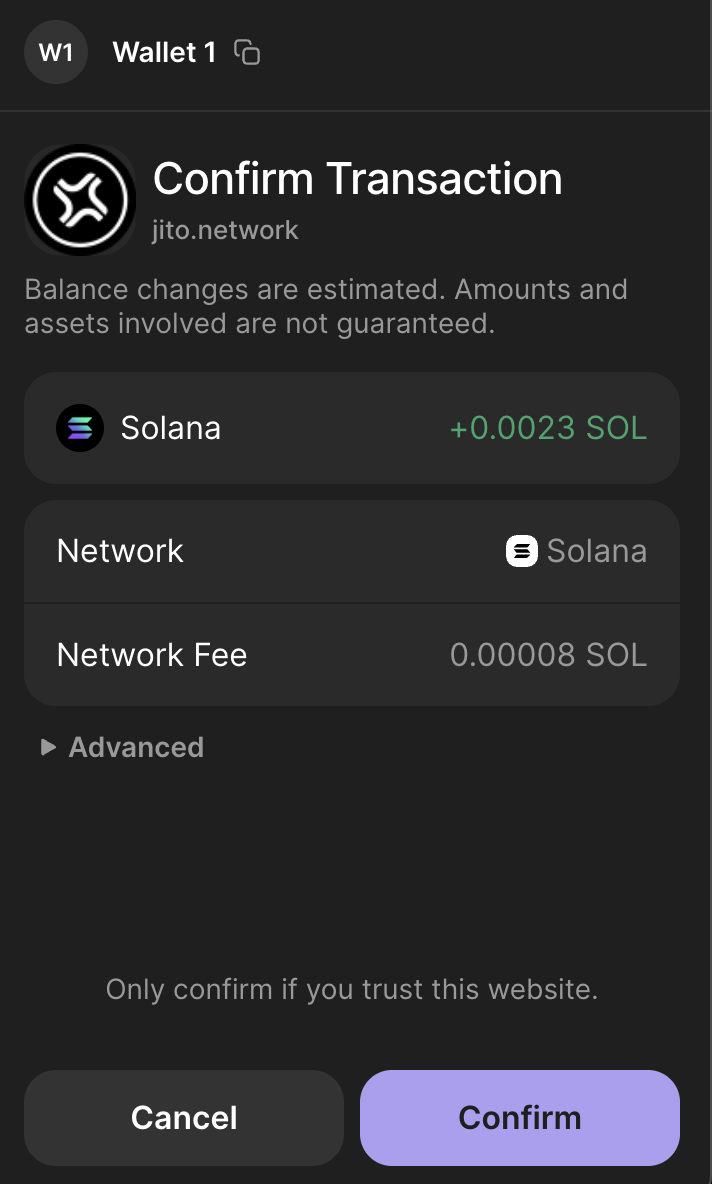 W1 Wallet 1
Confirm Transaction
jito.network
Balance changes are estimated. Amounts and
assets involved are not guaranteed.
Solana +0.0023 SOL
Network Solana
Network Fee 0.00008 SOL
Advanced
Only confirm if you trust this website.
Cancel Confirm